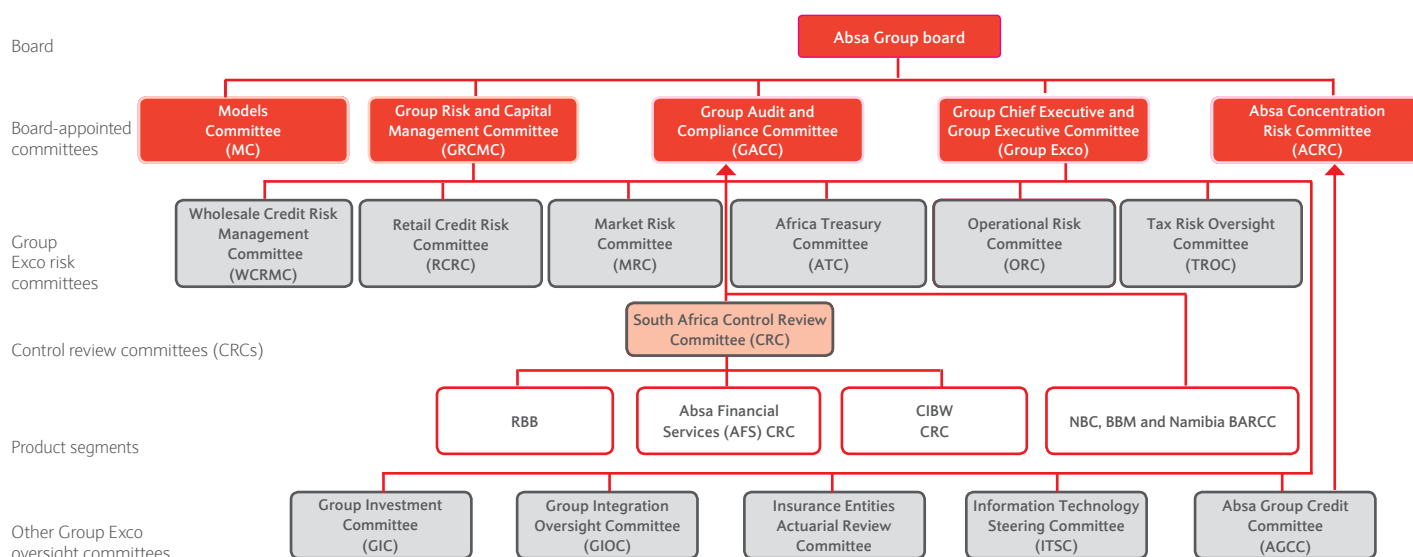 Board
Absa Group board
Board-appointed
committees
Models
Committee
(MC)
Group Risk and Capital
Management Committee
(GRCMC)
Group Audit and
Compliance Committee
(GACC)
Group Chief Executive and
Group Executive Committee
(Group Exco)
Absa Concentration
Risk Committee
(ACRC)
Group
Exco risk
committees
Wholesale Credit Risk
Management
Committee
(WCRMC)
Retail Credit Risk
Committee
(RCRC)
Market Risk
Committee
(MRC)
Africa Treasury
Committee
(ATC)
Operational Risk
Committee
(ORC)
Tax Risk Oversight
Committee
(TROC)
Control review committees (CRCs)
South Africa Control Review
Committee (CRC)
Product segments
RBB
Absa Financial
Services (AFS) CRC
CIBW
CRC
NBC, BBM and Namibia BARCC
Other Group Exco
oversight committees
Group Investment
Committee
(GIC)
Group Integration
Oversight Committee
(GIOC)
Insurance Entities
Actuarial Review
Committee
Information Technology
Steering Committee
(ITSC)
Absa Group Credit
Committee
(AGCC)